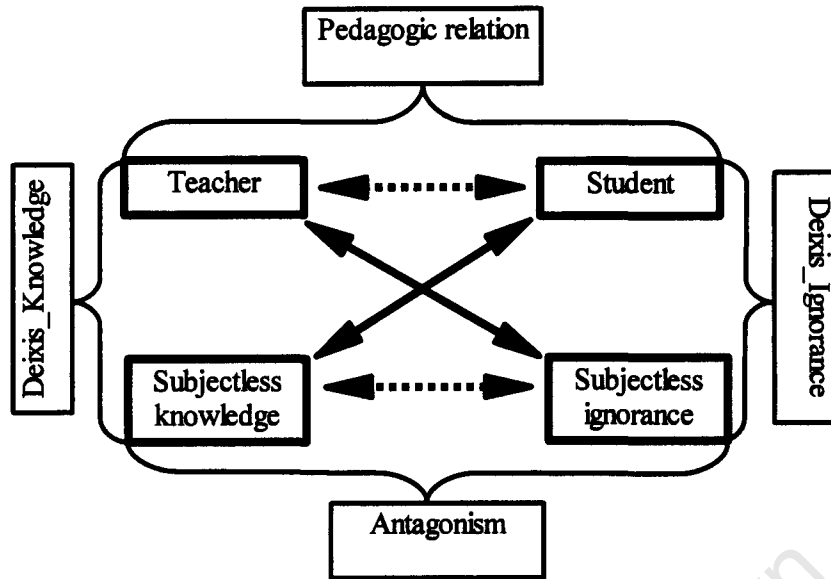 Pedagogic relation
Teacher
Student
Deixis_Knowledge
Deixis_Ignorance
Subjectless
knowledge
Subjectless
ignorance
Antagonism